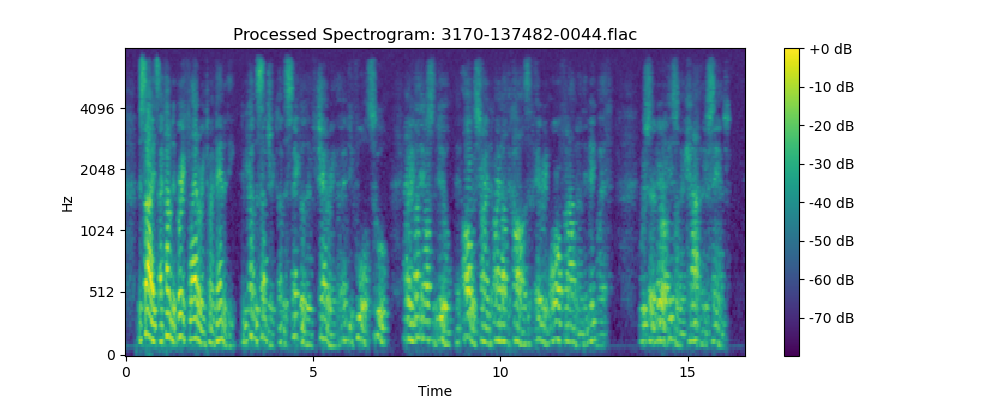 Processed Spectrogram: 3170-137482-0044.flac
Hz
4096
2048
1024
512
0
0 5 10 15
Time
+0 dB
-10 dB
-20 dB
-30 dB
-40 dB
-50 dB
-60 dB
-70 dB